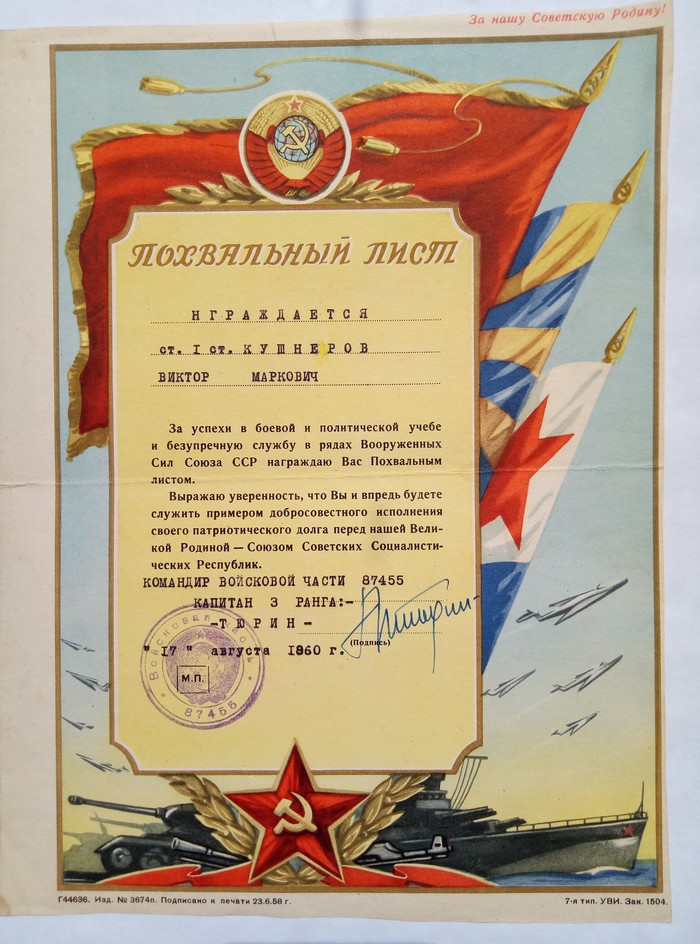 За нашу Советскую Родину!
ПОХВАЛЬНЫЙ ЛИСТ
НГРАЖДАЕТСЯ
ст. I ст. КУШНЕРОВ
ВИКТОР МАРКОВИЧ
За успехи в боевой и политической учебе
и безупречную службу в рядах Вооруженных
Сил Союза ССР награждаю Вас Похвальным
листом.
Выражаю уверенность, что Вы и впредь будете
служить примером добросовестного исполнения
своего патриотического долга перед нашей Вели-
кой Родиной — Союзом Советских Социалисти-
ческих Республик.
КОМАНДИР ВОЙСКОВОЙ ЧАСТИ 87455
КАПИТАН 3 РАНГА:-
-ТЮРИН-
(Подпись)
"17" августа 1960 г.
Войсковая часть
М.П.
87455
Г44636. Изд. № 3674п. Подписано к печати 23.6.58 г.
7-я тип. УВИ. Зак. 1504.